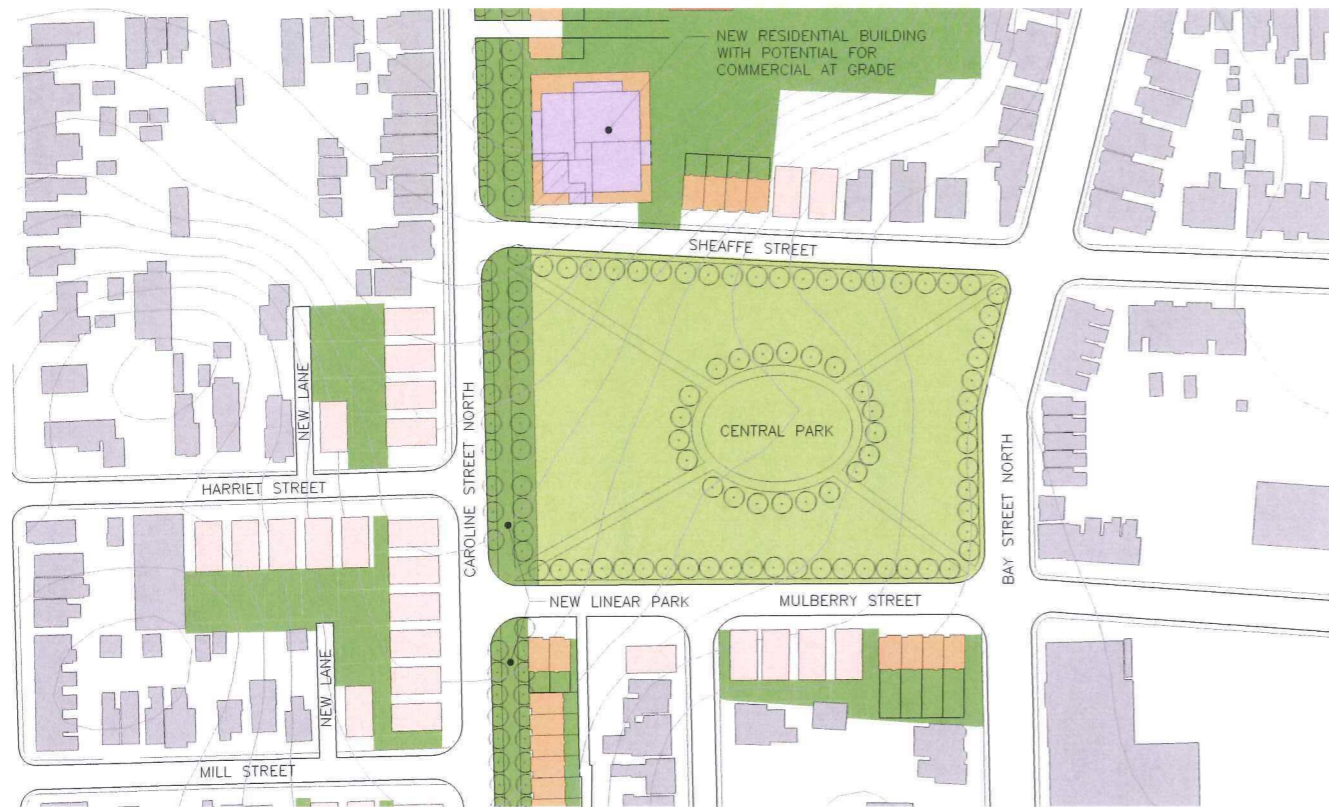 NEW RESIDENTIAL BUILDING
WITH POTENTIAL FOR
COMMERCIAL AT GRADE
SHEAFFE STREET
NEW LANE
CAROLINE STREET NORTH
CENTRAL PARK
BAY STREET NORTH
HARRIET STREET
NEW LINEAR PARK
MULBERRY STREET
NEW LANE
MILL STREET